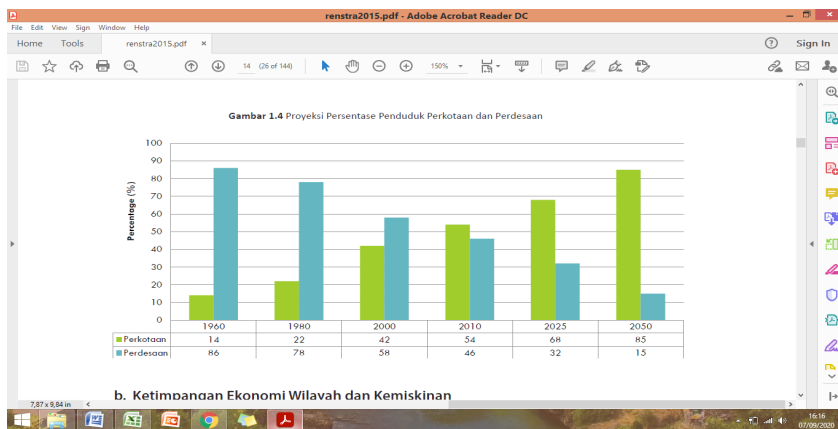 renstra2015.pdf - Adobe Acrobat Reader DC
File Edit View Sign Window Help
Home Tools renstra2015.pdf × Sign In
14 (26 of 144) 150%
Gambar 1.4 Proyeksi Persentase Penduduk Perkotaan dan Perdesaan
Percentage (%)
100
90
80
70
60
50
40
30
20
10
0
1960 1980 2000 2010 2025 2050
Perkotaan 14 22 42 54 68 85
Perdesaan 86 78 58 46 32 15
b. Ketimpangan Ekonomi Wilayah dan Kemiskinan
7,87 x 9,84 in
16:16
07/09/2020